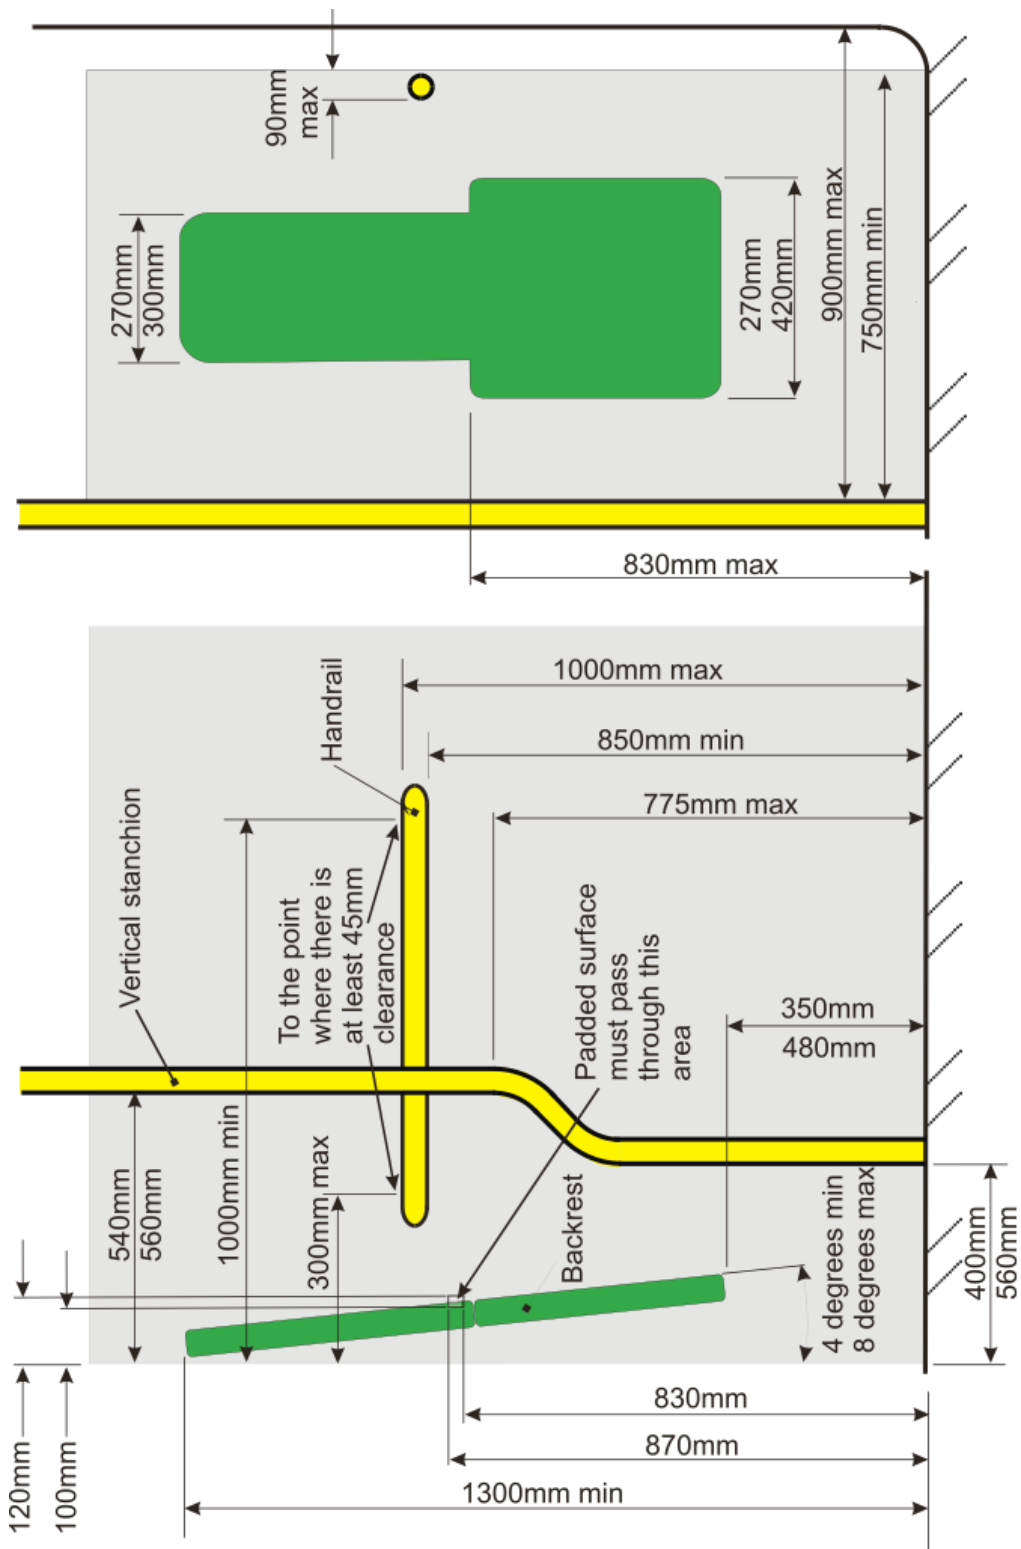 90mm
max
270mm
300mm
270mm
420mm
900mm max
750mm min
830mm max
1000mm max
Handrail
850mm min
775mm max
Vertical stanchion
To the point
where there is
at least 45mm
clearance
Padded surface
must pass
through this
area
350mm
480mm
540mm
560mm
1000mm min
300mm max
Backrest
4 degrees min
8 degrees max
400mm
560mm
830mm
870mm
1300mm min
120mm
100mm